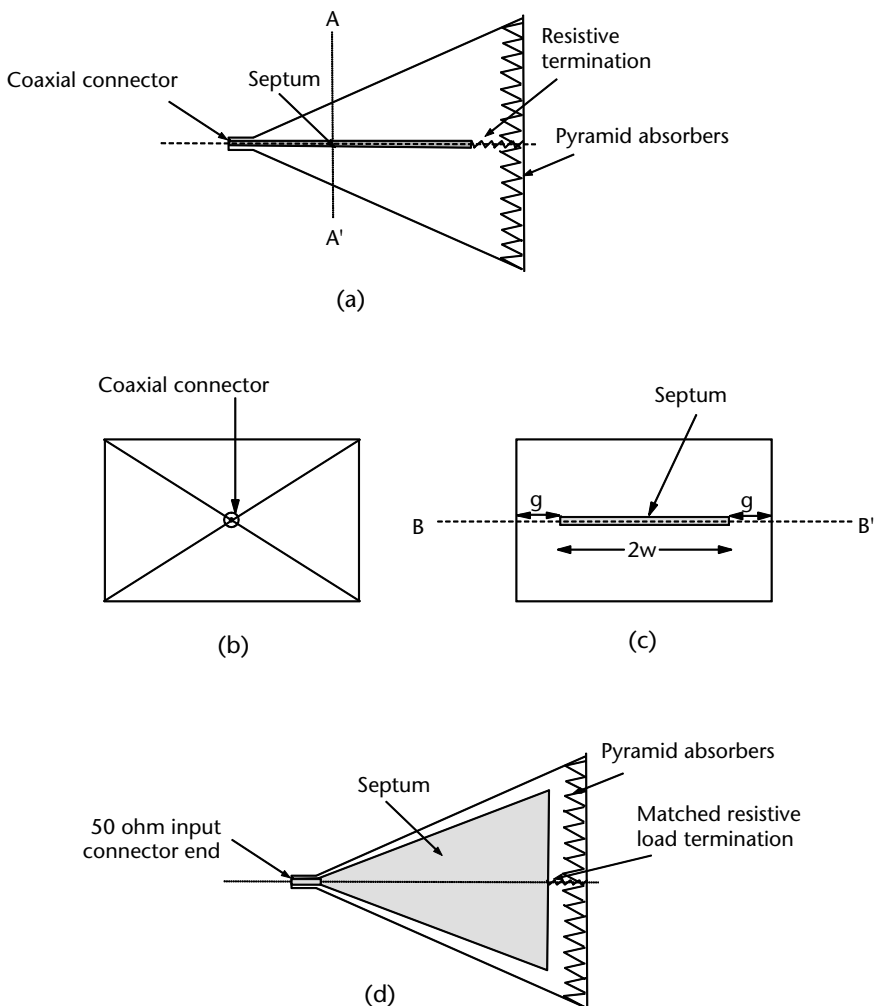 A
Resistive
termination
Coaxial connector
Septum
Pyramid absorbers
A'
(a)
Coaxial connector
Septum
g
g
B
B'
2w
(b)
(c)
Pyramid absorbers
Septum
Matched resistive
load termination
50 ohm input
connector end
(d)